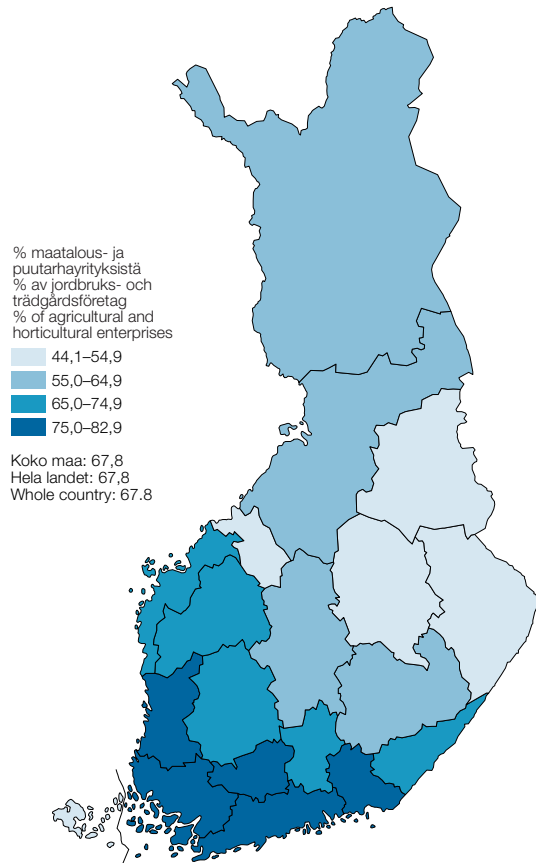 % maatalous- ja
puutarhayrityksistä
% av jordbruks- och
trädgårdsföretag
% of agricultural and
horticultural enterprises
44,1–54,9
55,0–64,9
65,0–74,9
75,0–82,9
Koko maa: 67,8
Hela landet: 67,8
Whole country: 67.8